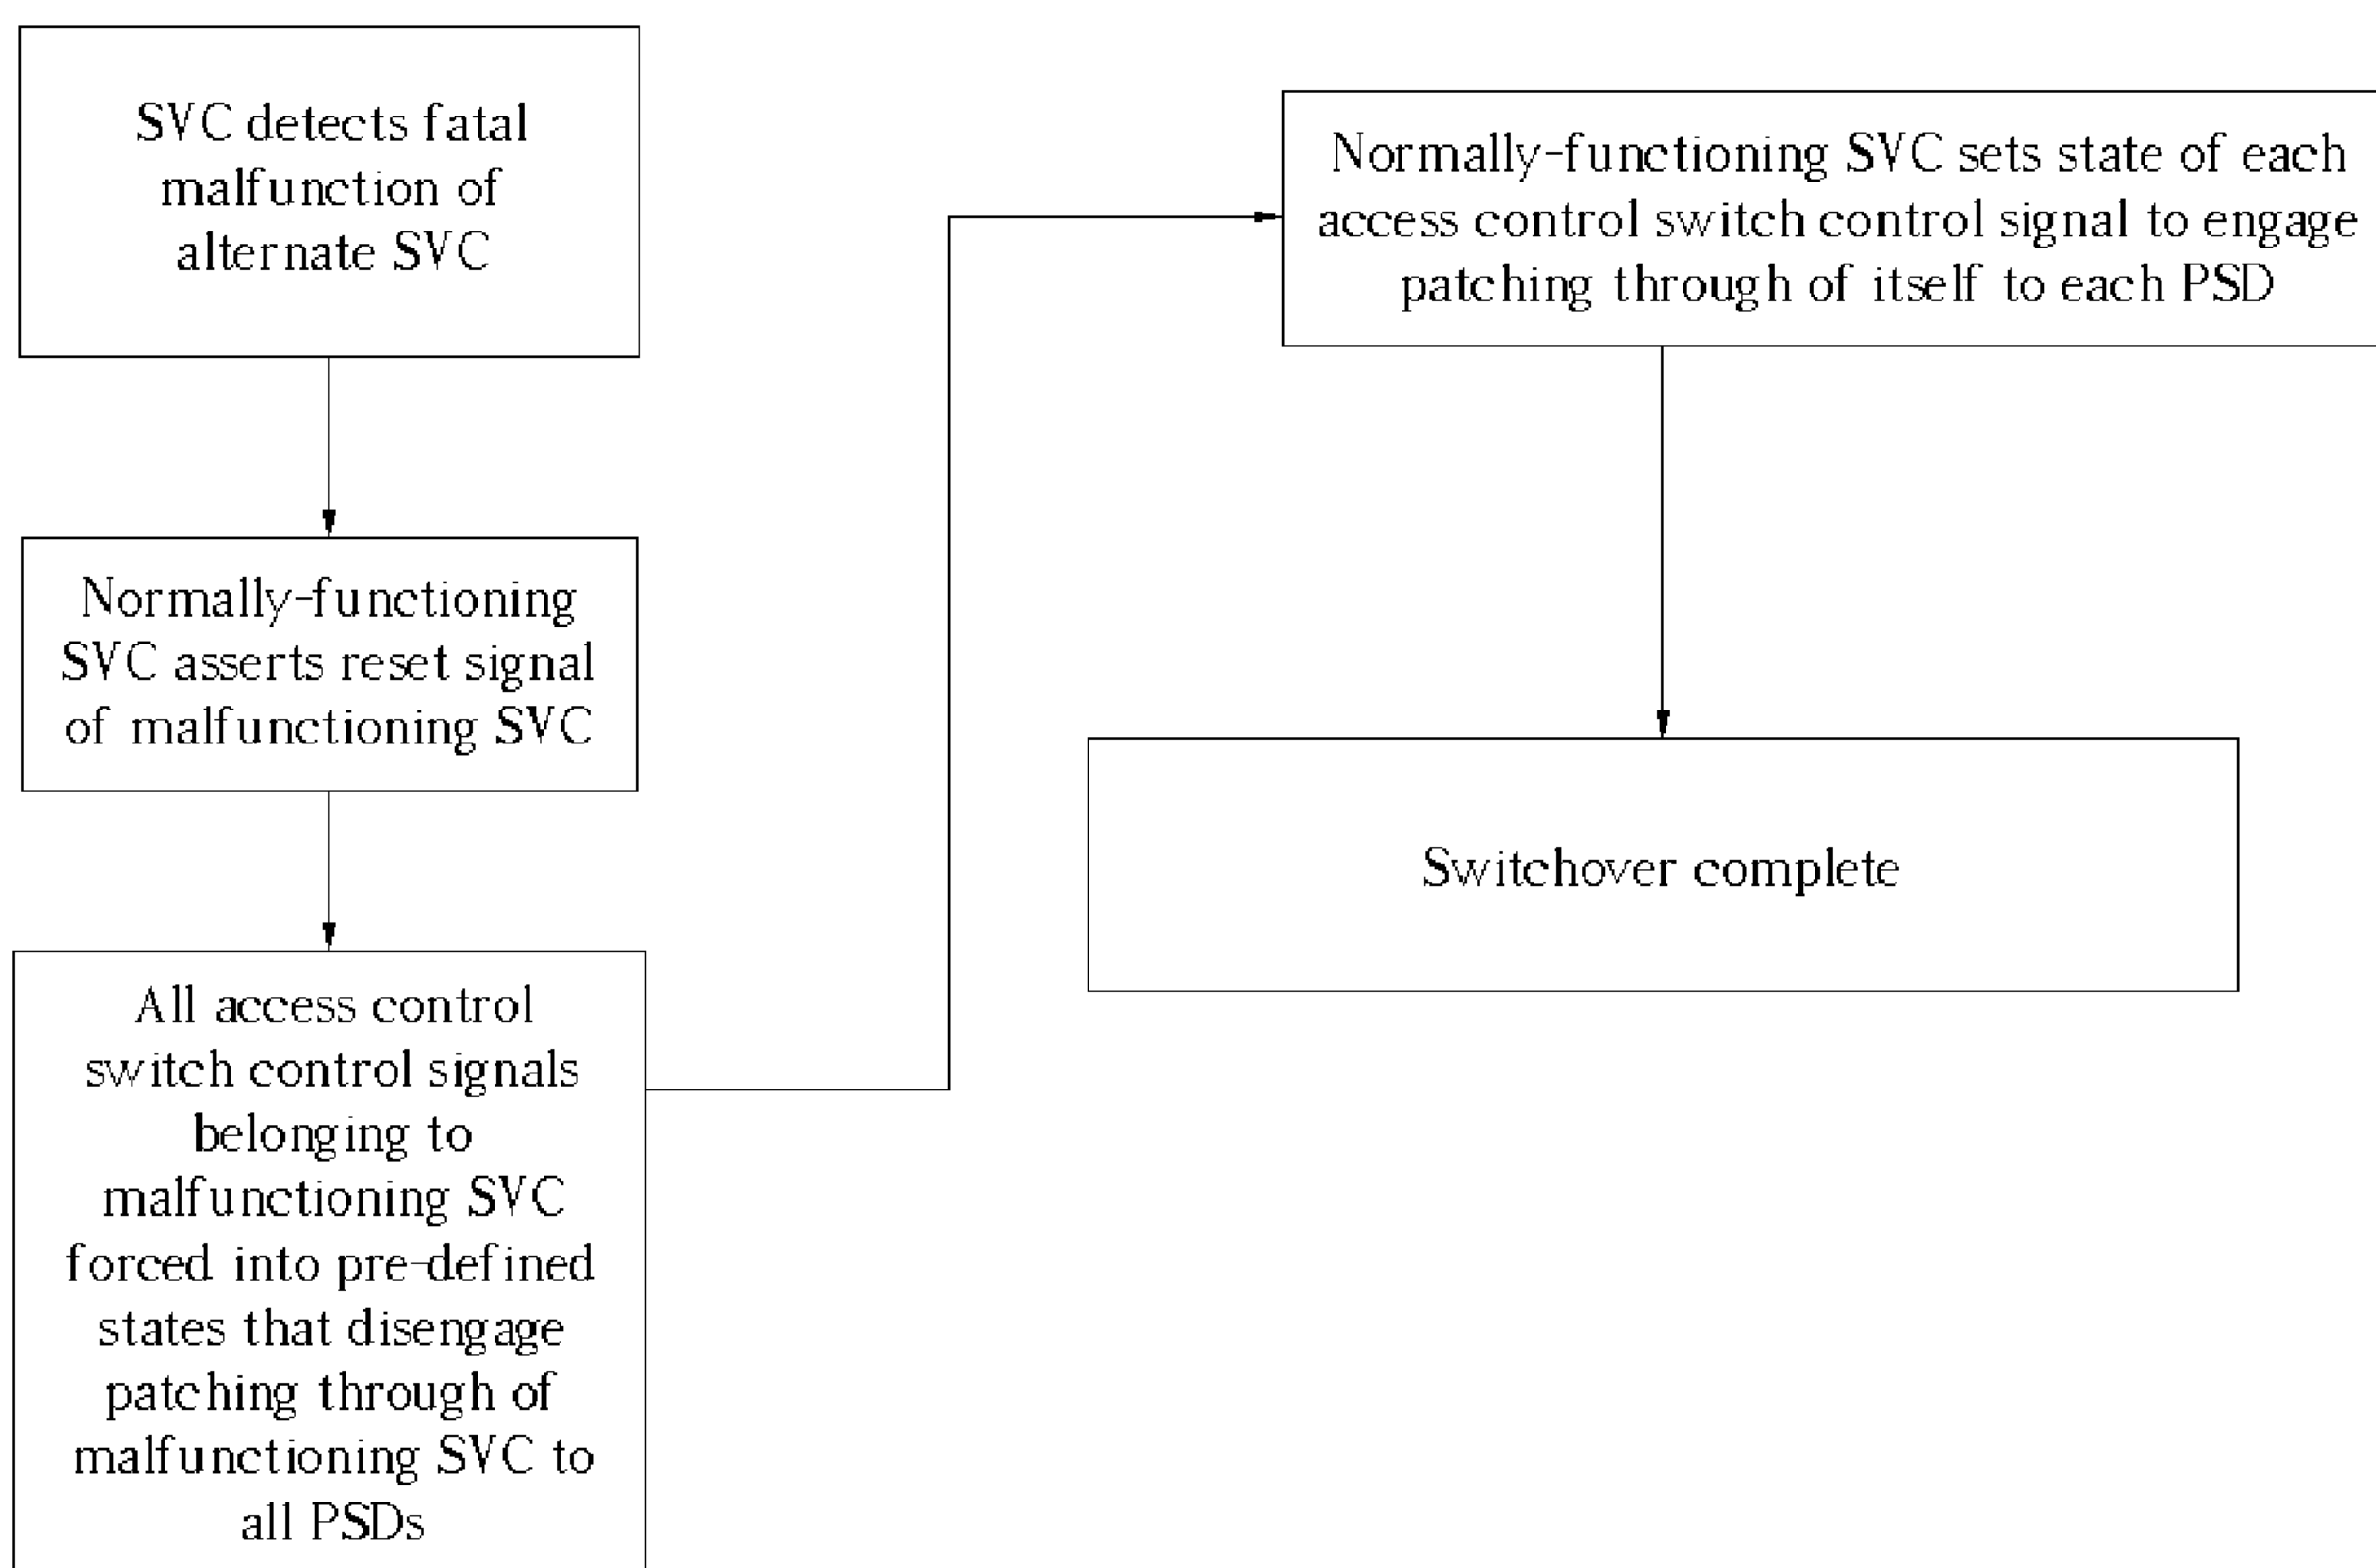 SVC detects fatal
malfunction of
alternate SVC
Normally-functioning
SVC asserts reset signal
of malfunctioning SVC
All access control
switch control signals
belonging to
malfunctioning SVC
forced into pre-defined
states that disengage
patching through of
malfunctioning SVC to
all PSDs
Normally-functioning SVC sets state of each
access control switch control signal to engage
patching through of itself to each PSD
Switchover complete